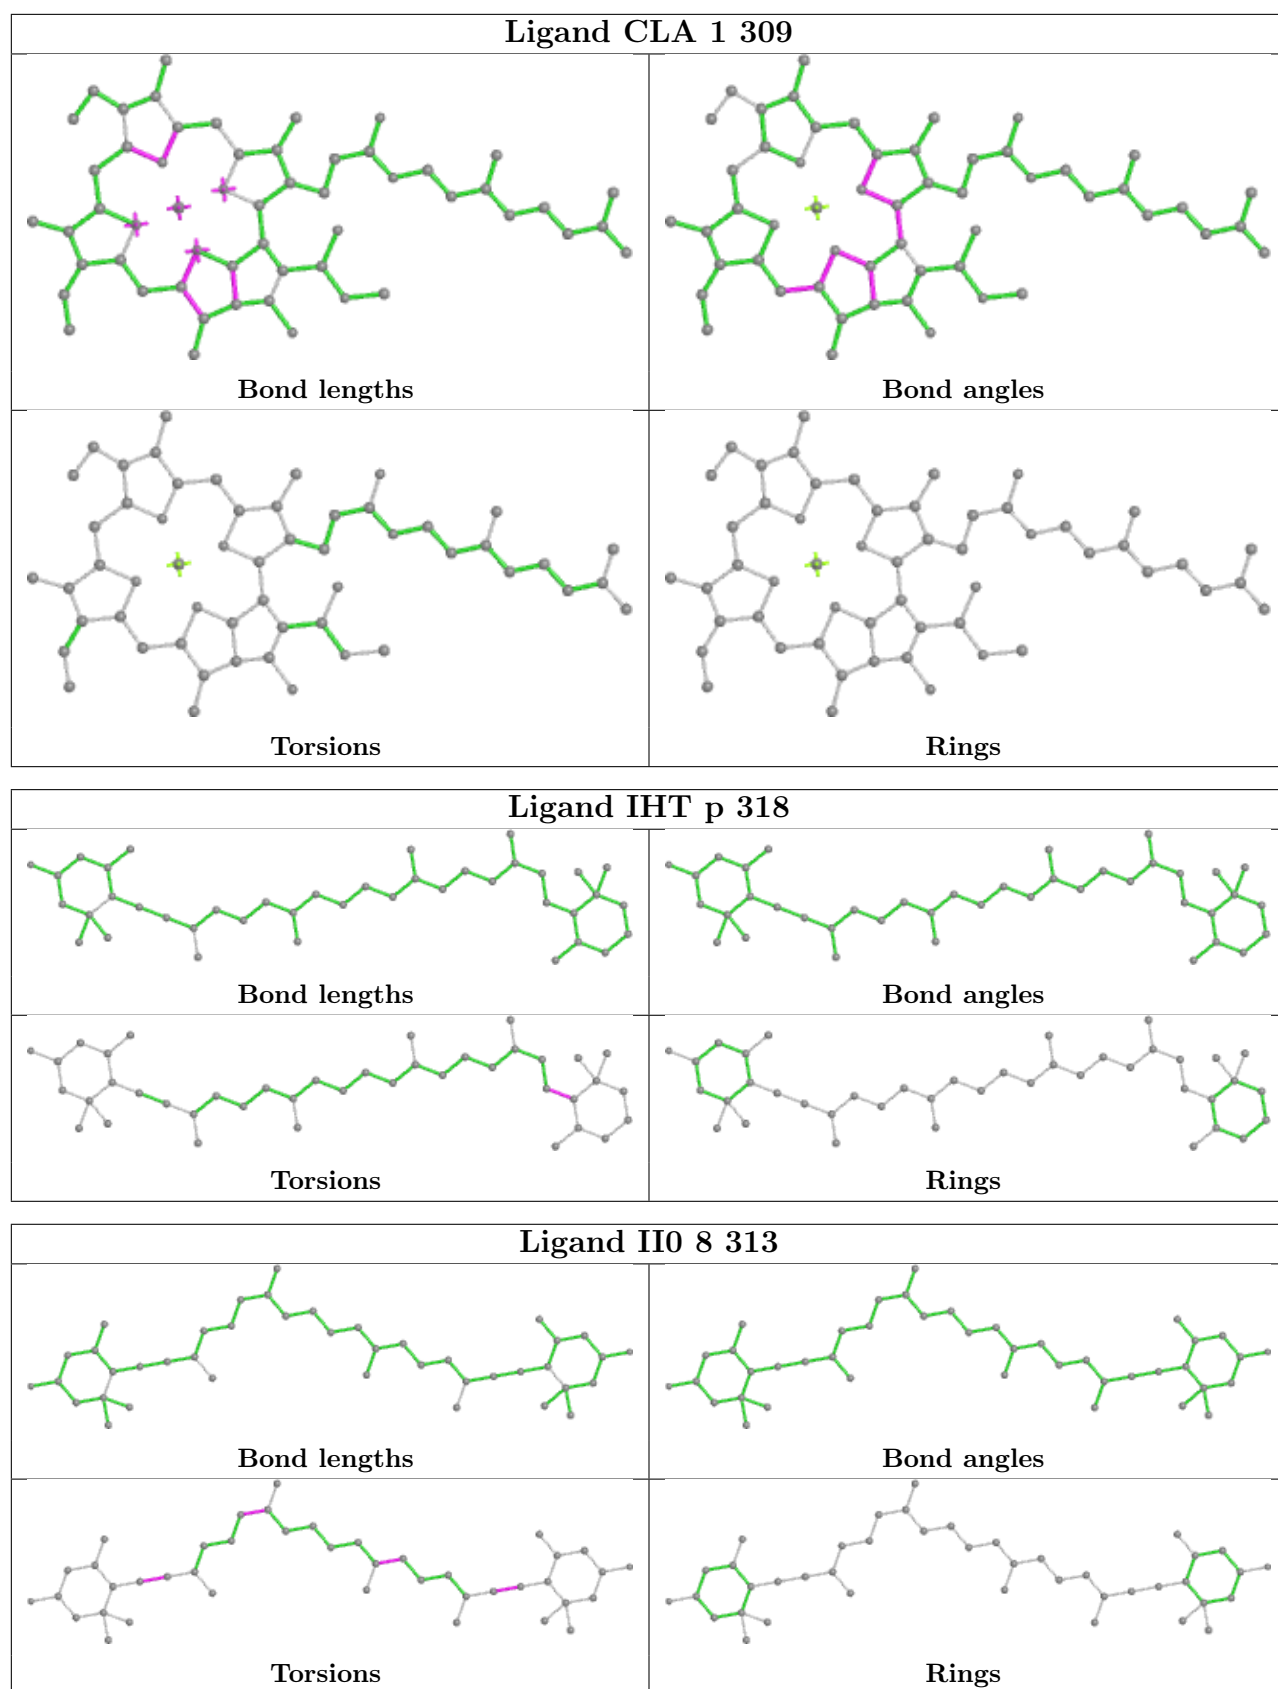 Ligand CLA 1 309
Bond lengths
Bond angles
Torsions
Rings
Ligand IHT p 318
Bond lengths
Bond angles
Torsions
Rings
Ligand II0 8 313
Bond lengths
Bond angles
Torsions
Rings